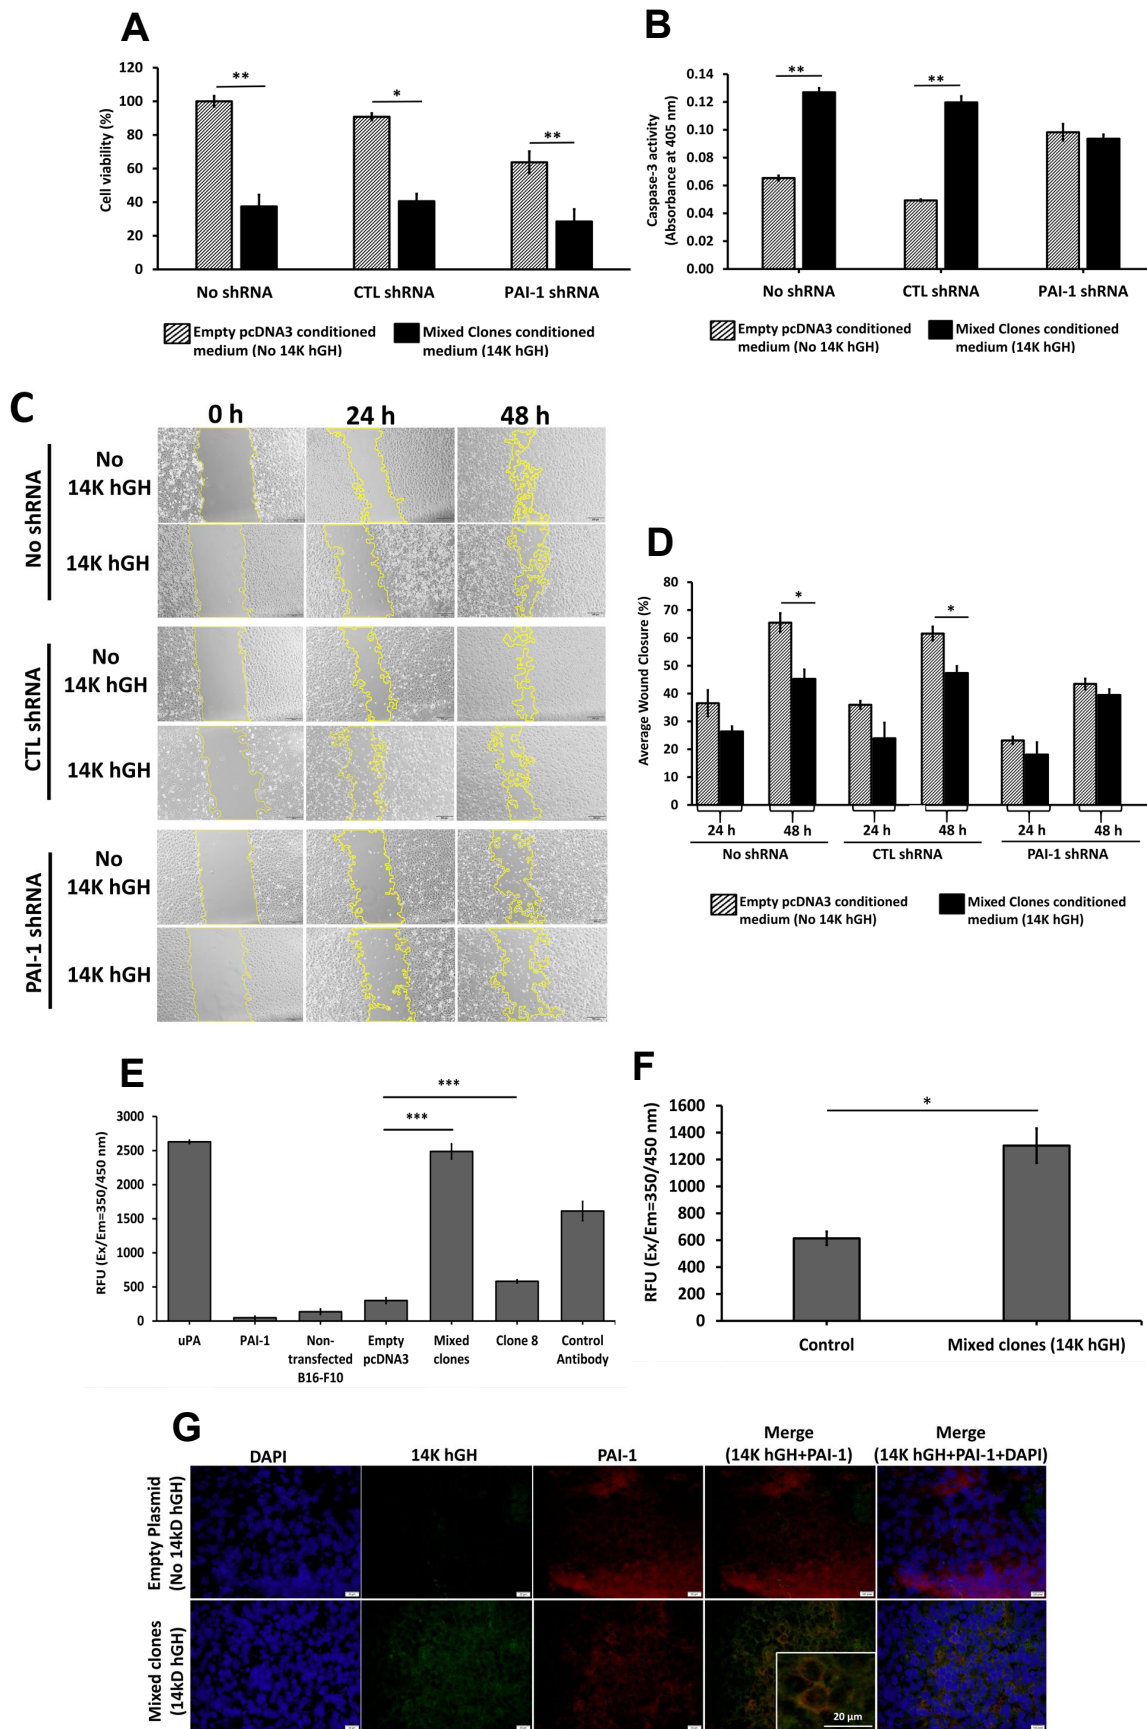 A
Cell viability (%)
120
100
80
60
40
20
0
**
*
**
No shRNA
CTL shRNA
PAI-1 shRNA
Empty pcDNA3 conditioned
medium (No 14K hGH)
Mixed Clones conditioned
medium (14K hGH)
B
Caspase-3 activity
(Absorbance at 405 nm)
0.14
0.12
0.10
0.08
0.06
0.04
0.02
0.00
**
**
No shRNA
CTL shRNA
PAI-1 shRNA
Empty pcDNA3 conditioned
medium (No 14K hGH)
Mixed Clones conditioned
medium (14K hGH)
C
0 h
24 h
48 h
No shRNA
No
14K hGH
14K hGH
CTL shRNA
No
14K hGH
14K hGH
PAI-1 shRNA
No
14K hGH
14K hGH
D
Average Wound Closure (%)
80
70
60
50
40
30
20
10
0
*
*
24 h
48 h
24 h
48 h
24 h
48 h
No shRNA
CTL shRNA
PAI-1 shRNA
Empty pcDNA3 conditioned
medium (No 14K hGH)
Mixed Clones conditioned
medium (14K hGH)
E
RFU (Ex/Em=350/450 nm)
3000
2500
2000
1500
1000
500
0
***
***
uPA
PAI-1
Non-
transfected
B16-F10
Empty
pcDNA3
Mixed
clones
Clone 8
Control
Antibody
F
RFU (Ex/Em=350/450 nm)
1600
1400
1200
1000
800
600
400
200
0
*
Control
Mixed clones (14K hGH)
G
DAPI
14K hGH
PAI-1
Merge
(14K hGH+PAI-1)
Merge
(14K hGH+PAI-1+DAPI)
Empty Plasmid
(No 14kD hGH)
Mixed clones
(14kD hGH)
20 µm